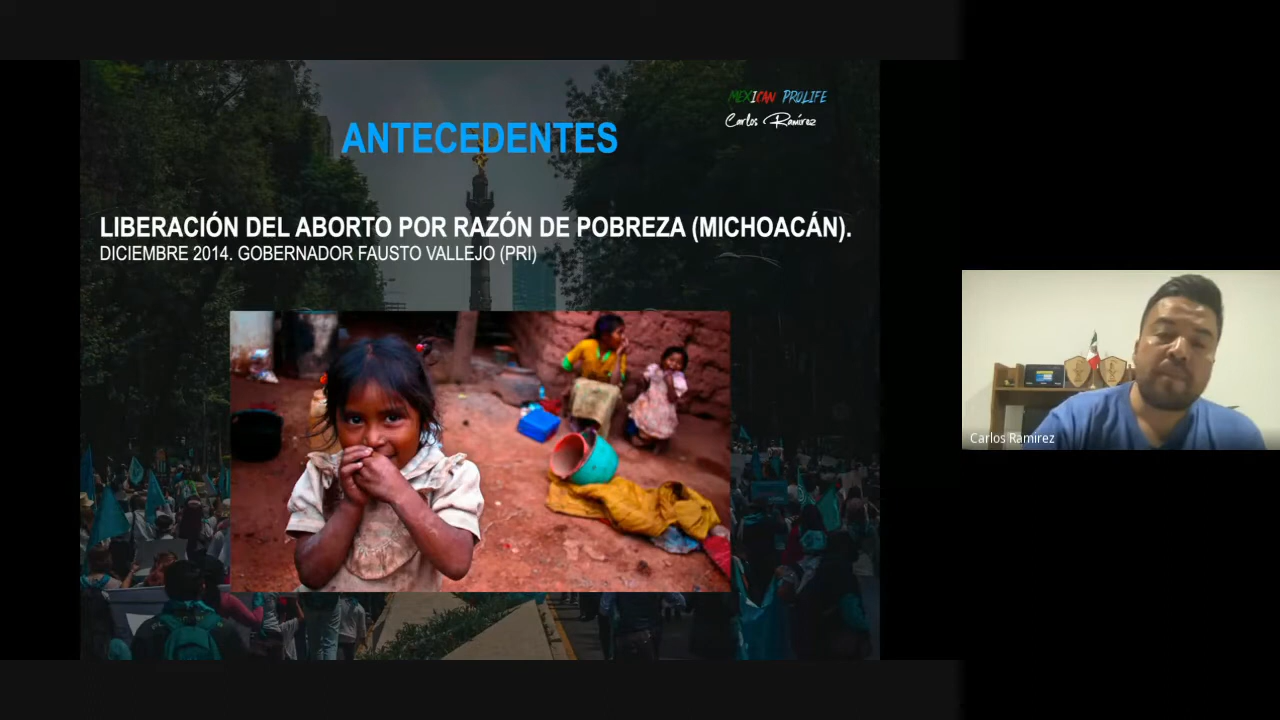 MEXICAN PROLIFE
Carlos Ramírez
ANTECEDENTES
LIBERACIÓN DEL ABORTO POR RAZÓN DE POBREZA (MICHOACÁN).
DICIEMBRE 2014. GOBERNADOR FAUSTO VALLEJO (PRI)
Carlos Ramirez